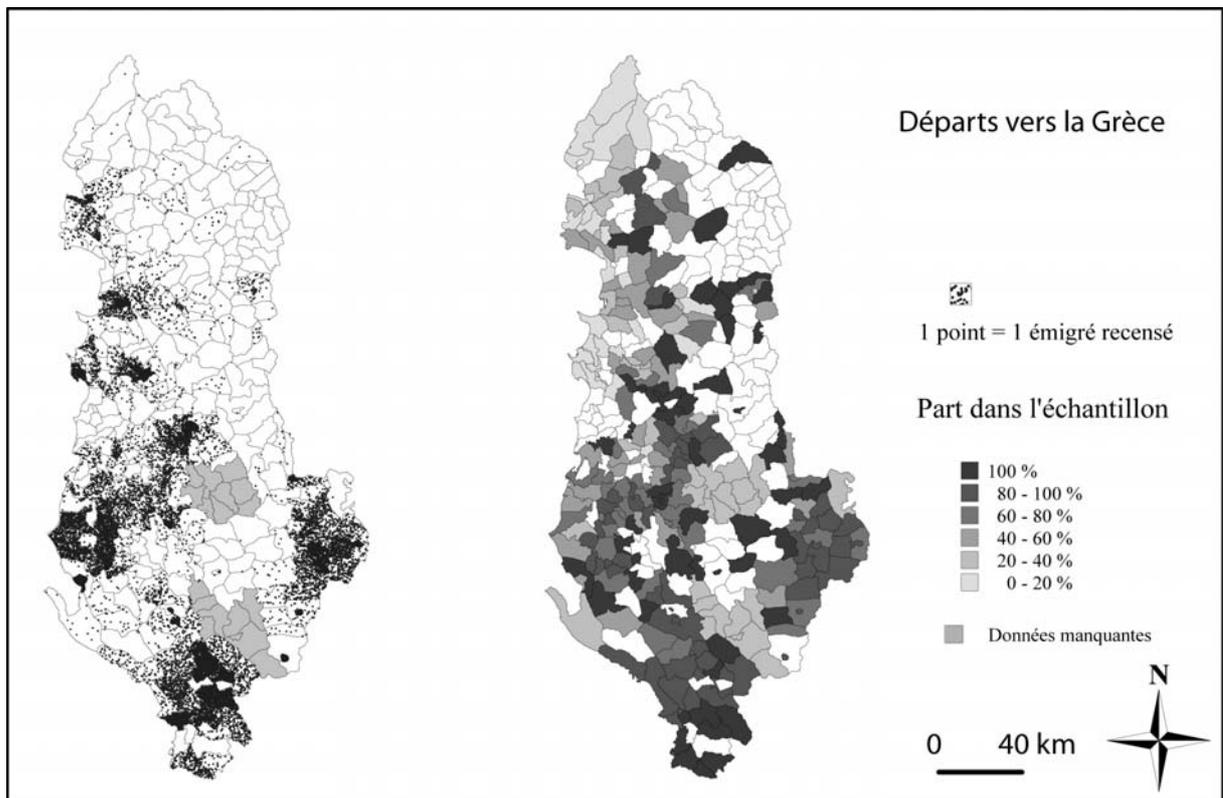 Départs vers la Grèce
1 point = 1 émigré recensé
Part dans l'échantillon
100 %
80 - 100 %
60 - 80 %
40 - 60 %
20 - 40 %
0 - 20 %
Données manquantes
N
0 40 km